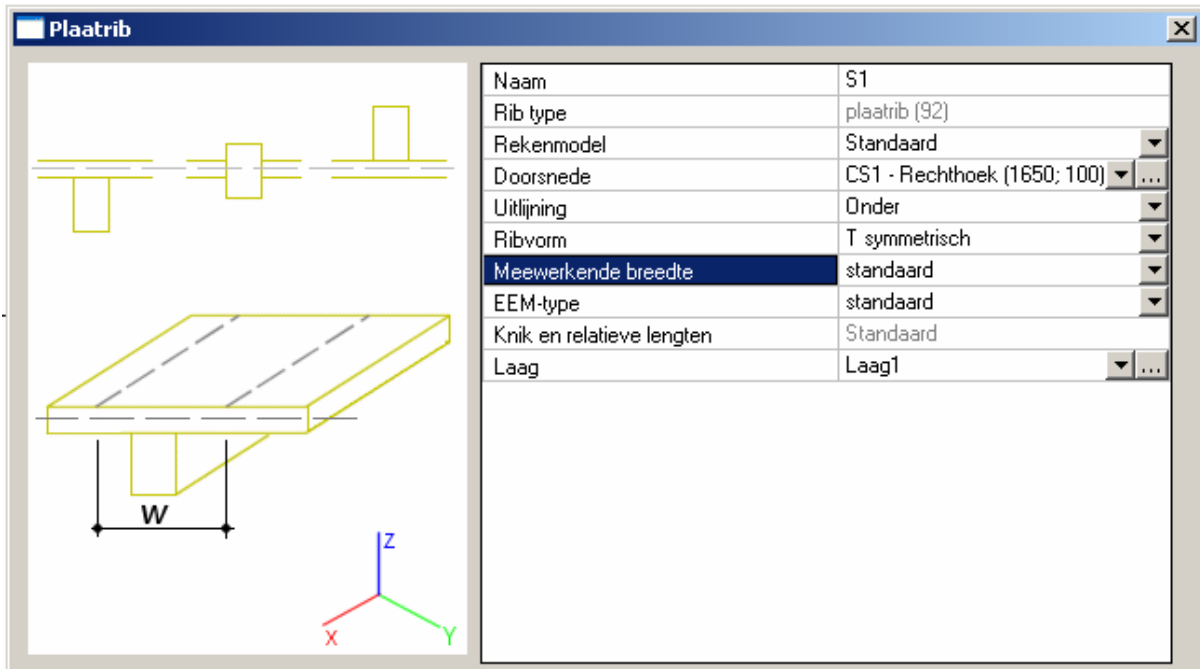 Plaatrib
Naam S1
Rib type plaatrib (92)
Rekenmodel Standaard
Doorsnede CS1 - Rechthoek (1650; 100) ...
Uitlijning Onder
Ribvorm T symmetrisch
Meewerkende breedte standaard
EEM-type standaard
Knik en relatieve lengten Standaard
Laag Laag1 ...
W
Z
X Y